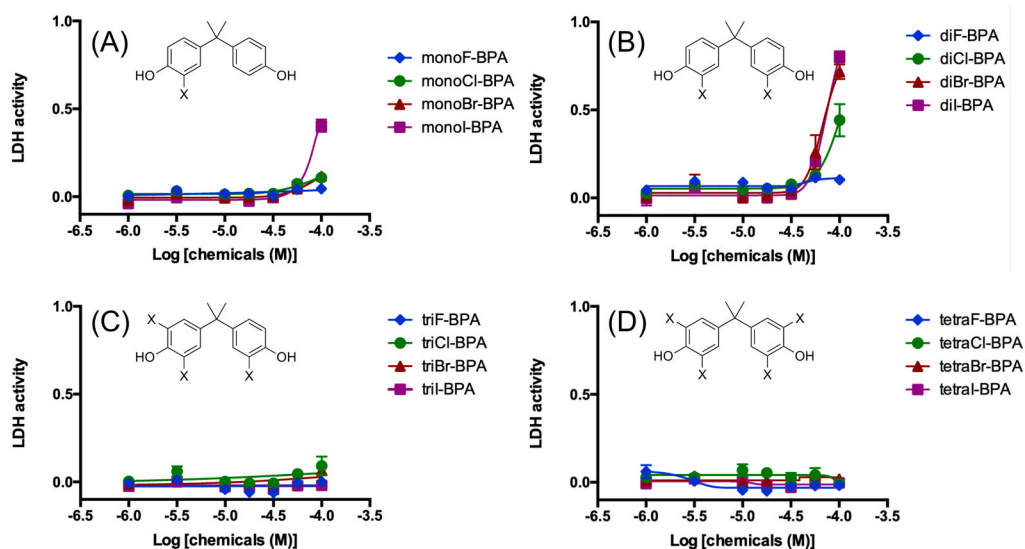 (A)
LDH activity
1.0
0.5
0.0
-6.5 -6.0 -5.5 -5.0 -4.5 -4.0 -3.5
Log [chemicals (M)]
HO
X
OH
monoF-BPA
monoCl-BPA
monoBr-BPA
monoI-BPA
(B)
LDH activity
1.0
0.5
0.0
-6.5 -6.0 -5.5 -5.0 -4.5 -4.0 -3.5
Log [chemicals (M)]
HO
X
X
OH
diF-BPA
diCl-BPA
diBr-BPA
diI-BPA
(C)
LDH activity
1.0
0.5
0.0
-6.5 -6.0 -5.5 -5.0 -4.5 -4.0 -3.5
Log [chemicals (M)]
X
HO
X
X
OH
triF-BPA
triCl-BPA
triBr-BPA
triI-BPA
(D)
LDH activity
1.0
0.5
0.0
-6.5 -6.0 -5.5 -5.0 -4.5 -4.0 -3.5
Log [chemicals (M)]
X
X
HO
X
X
OH
tetraF-BPA
tetraCl-BPA
tetraBr-BPA
tetraI-BPA